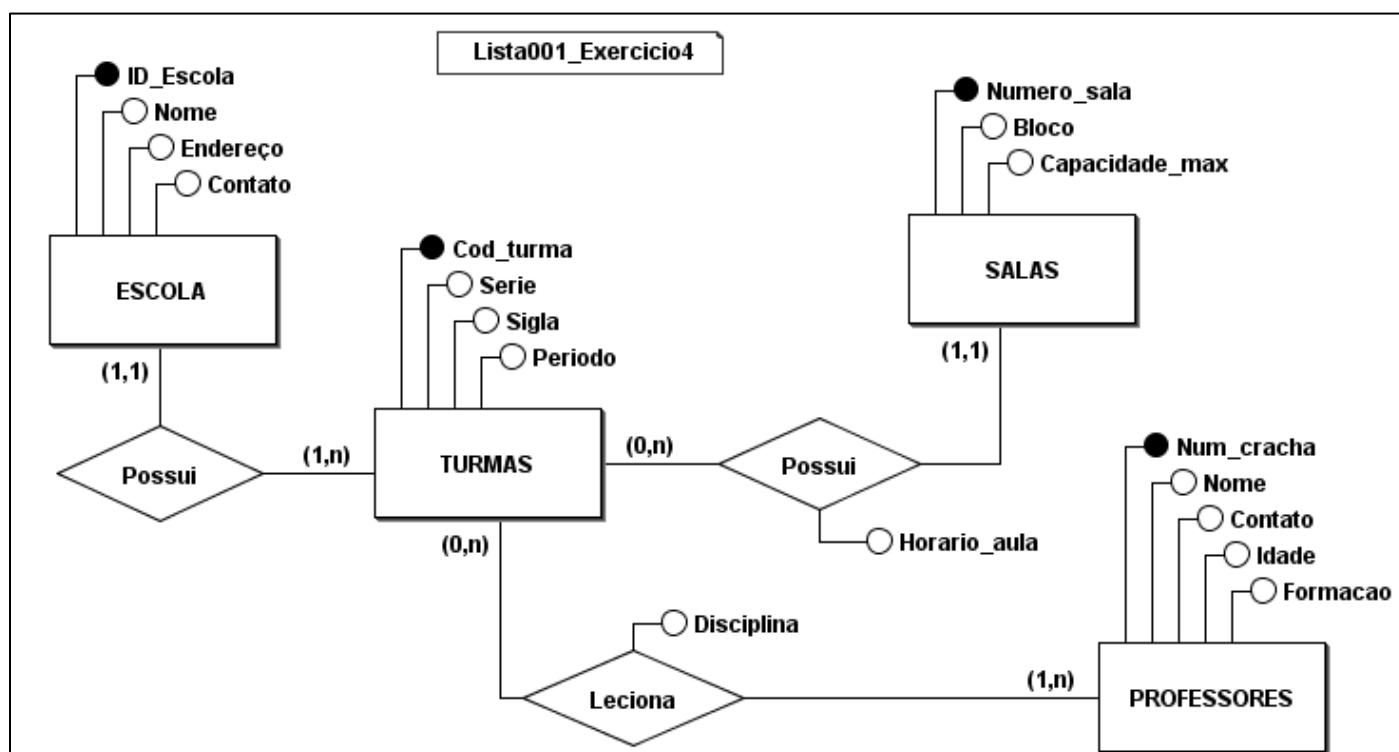 Lista001_Exercicio4
ID_Escola
Nome
Endereço
Contato
ESCOLA
(1,1)
Possui
(1,n)
Cod_turma
Serie
Sigla
Periodo
TURMAS
(0,n)
Possui
Horario_aula
Numero_sala
Bloco
Capacidade_max
SALAS
(1,1)
(0,n)
Disciplina
Leciona
(1,n)
Num_cracha
Nome
Contato
Idade
Formacao
PROFESSORES